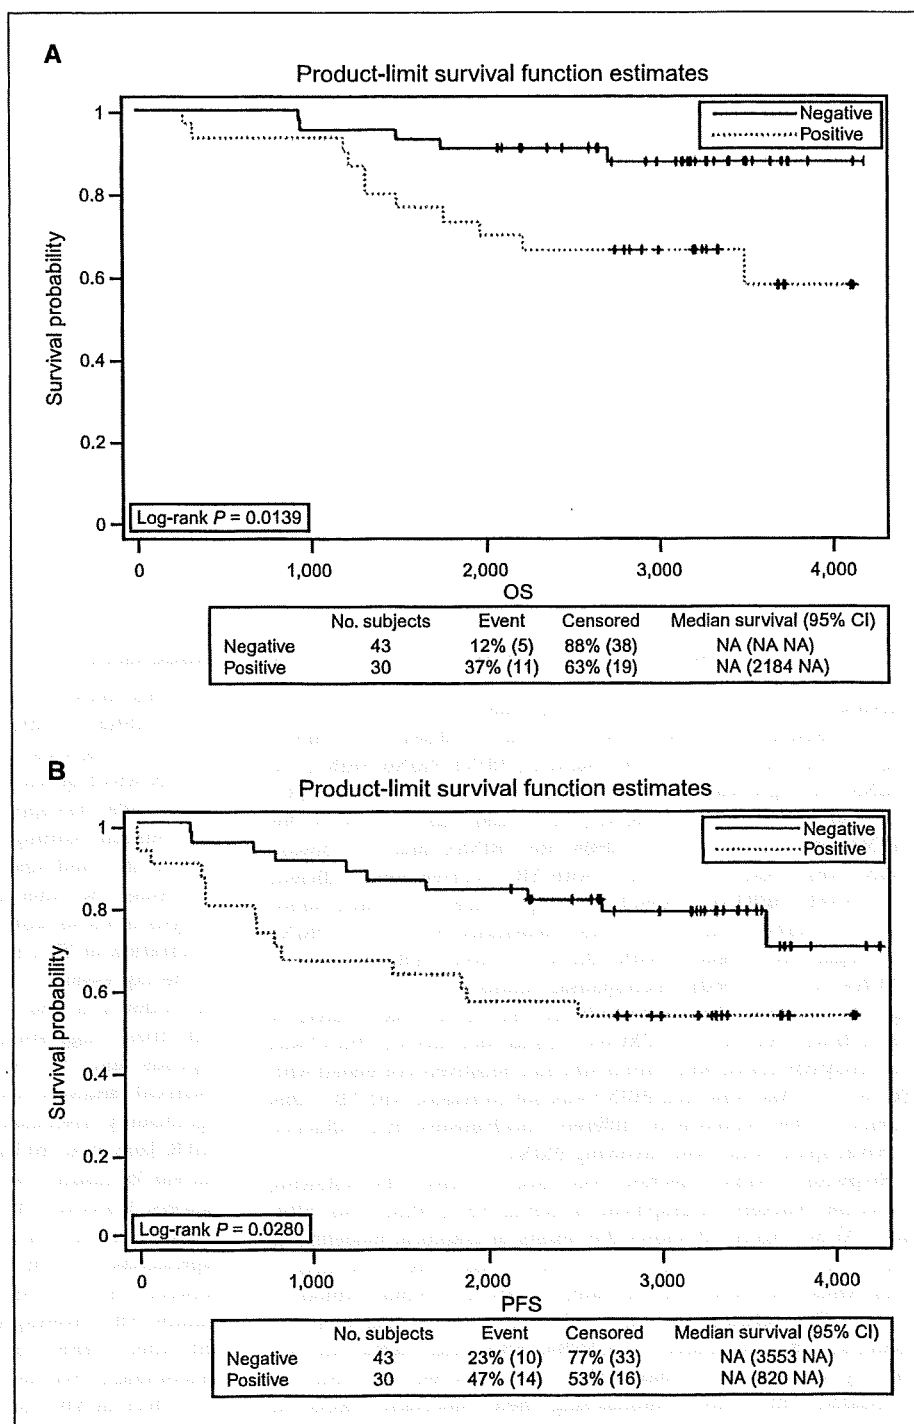 A
Product-limit survival function estimates
Negative
Positive
1
0.8
0.6
0.4
0.2
0
Survival probability
Log-rank P = 0.0139
0 1,000 2,000 3,000 4,000
OS
No. subjects Event Censored Median survival (95% CI)
Negative 43 12% (5) 88% (38) NA (NA NA)
Positive 30 37% (11) 63% (19) NA (2184 NA)
B
Product-limit survival function estimates
Negative
Positive
1
0.8
0.6
0.4
0.2
0
Survival probability
Log-rank P = 0.0280
0 1,000 2,000 3,000 4,000
PFS
No. subjects Event Censored Median survival (95% CI)
Negative 43 23% (10) 77% (33) NA (3553 NA)
Positive 30 47% (14) 53% (16) NA (820 NA)